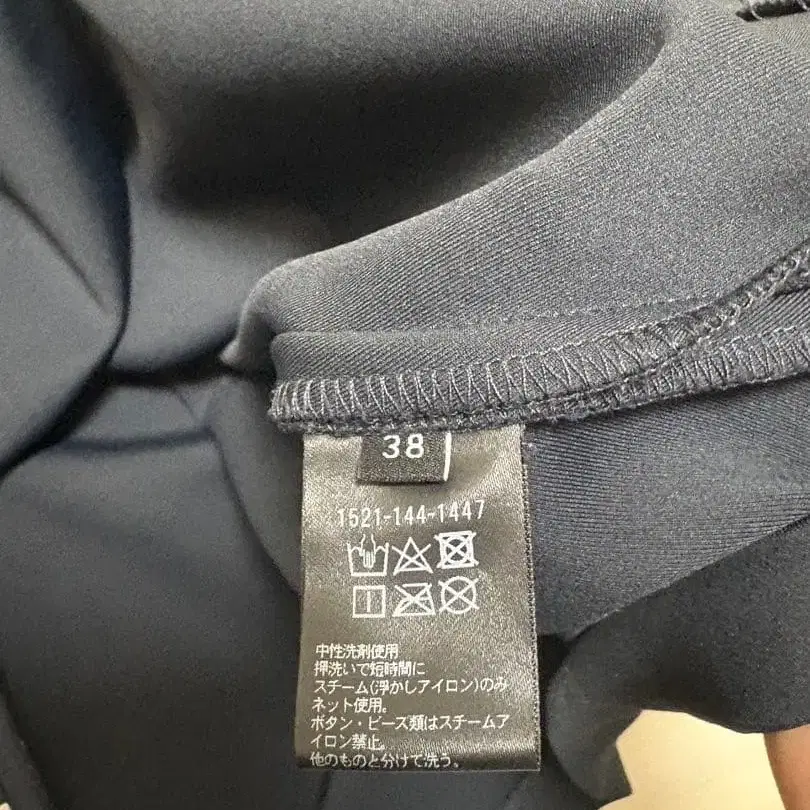 38
1521-144-1447
中性洗剤使用
押洗いで短時間に
スチーム(浮かしアイロン)のみ
ネット使用。
ボタン・ビーズ類はスチームア
イロン禁止。
他のものと分けて洗う。